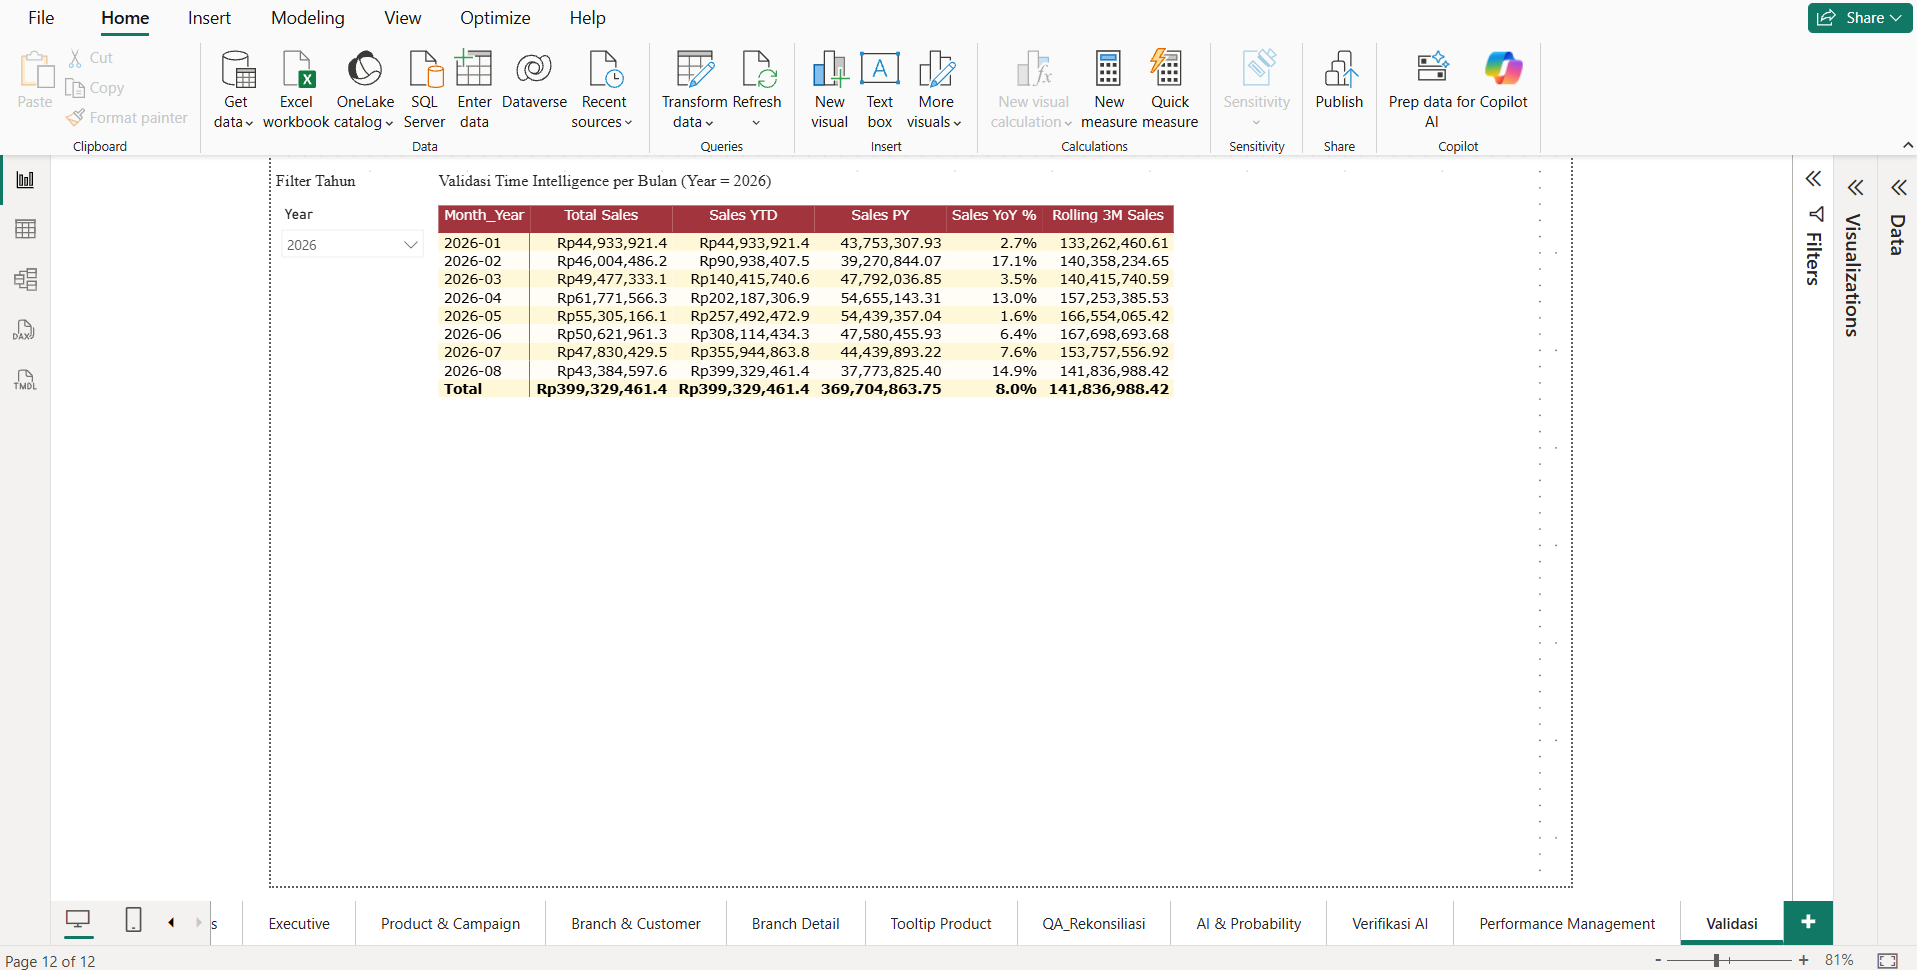 File Home Insert Modeling View Optimize Help Share
Paste
Cut
Copy
Format painter
Clipboard
Get data
Excel workbook
OneLake catalog
SQL Server
Enter data
Dataverse
Recent sources
Data
Transform data
Refresh
Queries
New visual
Text box
More visuals
Insert
New visual calculation
New measure
Quick measure
Calculations
Sensitivity
Sensitivity
Publish
Share
Prep data for AI
Copilot
Copilot
DAX
TMDL
Filter Tahun
Year
2026
Validasi Time Intelligence per Bulan (Year = 2026)
Month_Year Total Sales Sales YTD Sales PY Sales YoY % Rolling 3M Sales
2026-01 Rp44,933,921.4 Rp44,933,921.4 43,753,307.93 2.7% 133,262,460.61
2026-02 Rp46,004,486.2 Rp90,938,407.5 39,270,844.07 17.1% 140,358,234.65
2026-03 Rp49,477,333.1 Rp140,415,740.6 47,792,036.85 3.5% 140,415,740.59
2026-04 Rp61,771,566.3 Rp202,187,306.9 54,655,143.31 13.0% 157,253,385.53
2026-05 Rp55,305,166.1 Rp257,492,472.9 54,439,357.04 1.6% 166,554,065.42
2026-06 Rp50,621,961.3 Rp308,114,434.3 47,580,455.93 6.4% 167,698,693.68
2026-07 Rp47,830,429.5 Rp355,944,863.8 44,439,893.22 7.6% 153,757,556.92
2026-08 Rp43,384,597.6 Rp399,329,461.4 37,773,825.40 14.9% 141,836,988.42
Total Rp399,329,461.4 Rp399,329,461.4 369,704,863.75 8.0% 141,836,988.42
Filters
Visualizations
Data
s Executive Product & Campaign Branch & Customer Branch Detail Tooltip Product QA_Rekonsiliasi AI & Probability Verifikasi AI Performance Management Validasi +
Page 12 of 12
- + 81%